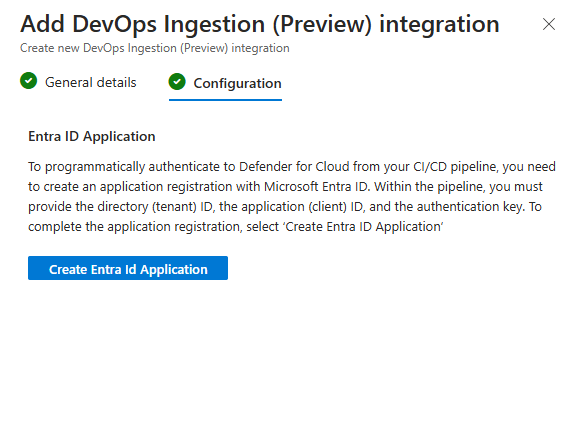 Add DevOps Ingestion (Preview) integration
Create new DevOps Ingestion (Preview) integration
General details
Configuration
Entra ID Application
To programmatically authenticate to Defender for Cloud from your CI/CD pipeline, you need
to create an application registration with Microsoft Entra ID. Within the pipeline, you must
provide the directory (tenant) ID, the application (client) ID, and the authentication key. To
complete the application registration, select ‘Create Entra ID Application’
Create Entra Id Application